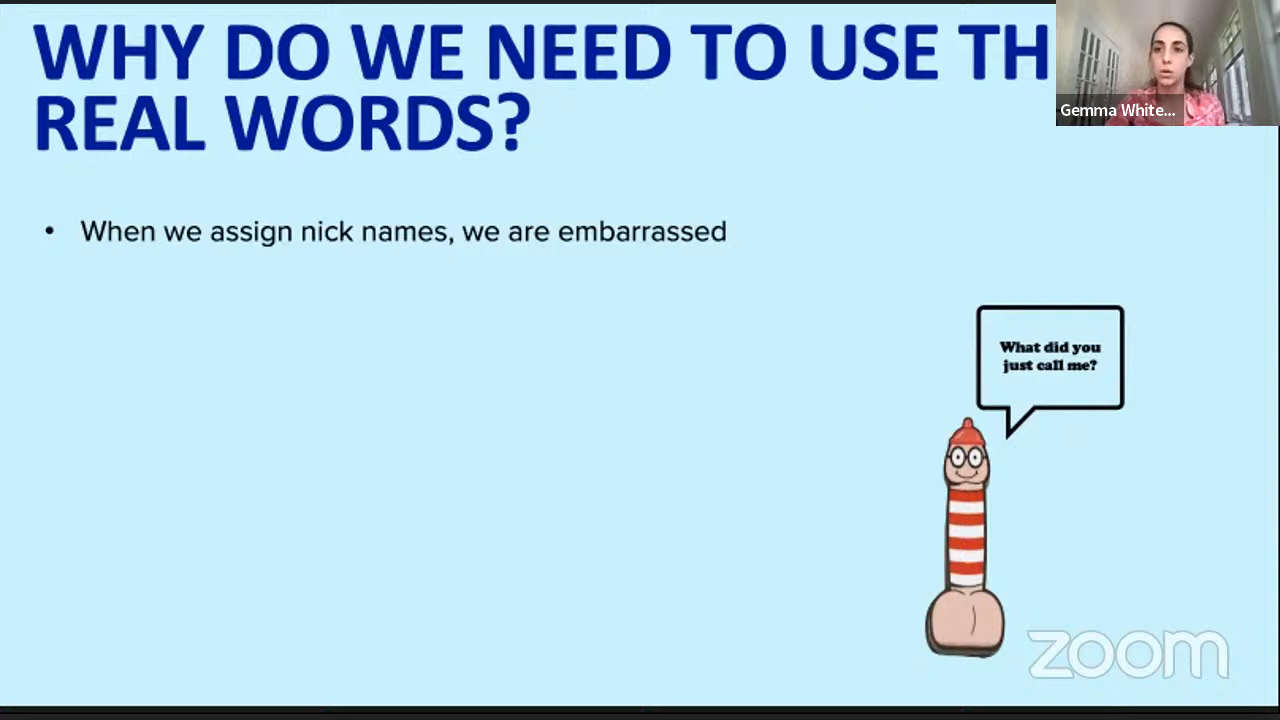 WHY DO WE NEED TO USE TH
REAL WORDS?
Gemma White...
• When we assign nick names, we are embarrassed
What did you
just call me?
zoom